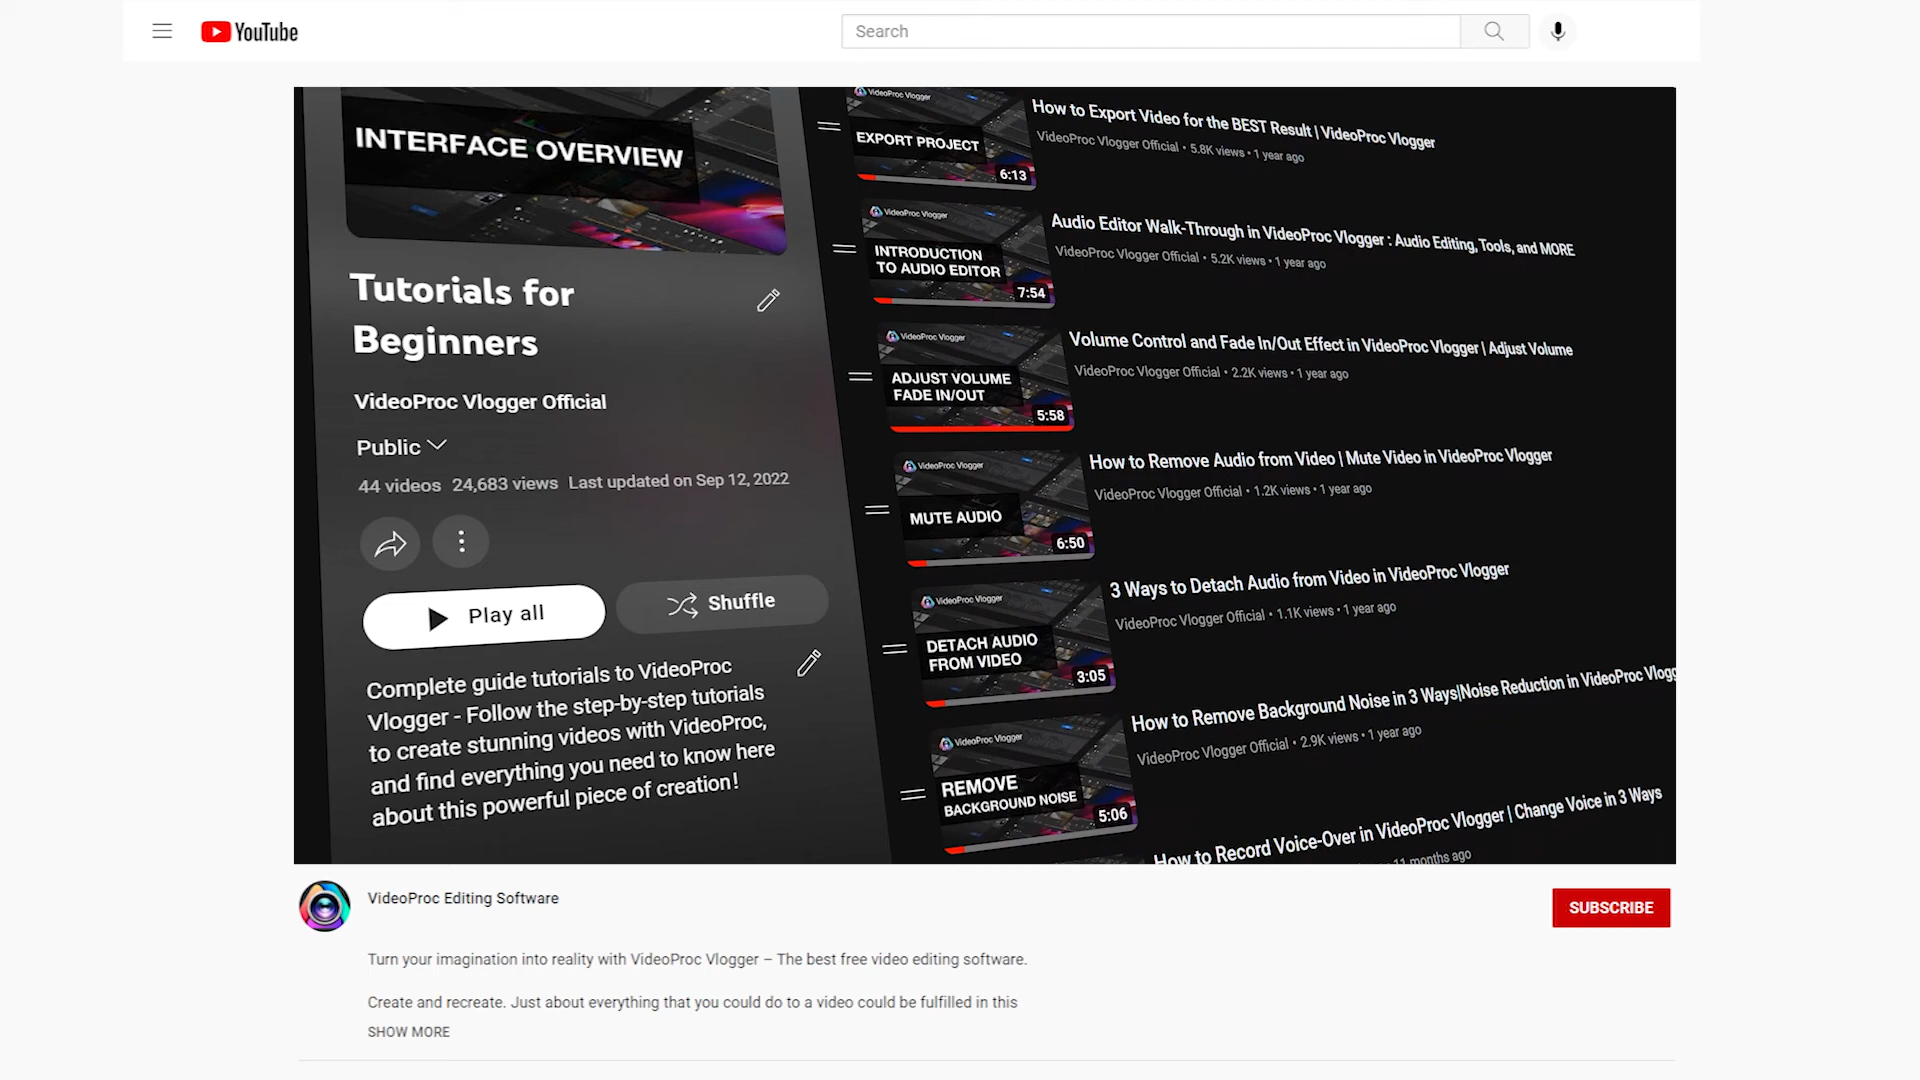 YouTube
Search
INTERFACE OVERVIEW
Tutorials for
Beginners
VideoProc Vlogger Official
Public
44 videos 24,683 views Last updated on Sep 12, 2022
Play all
Shuffle
Complete guide tutorials to VideoProc
Vlogger - Follow the step-by-step tutorials
to create stunning videos with VideoProc,
and find everything you need to know here
about this powerful piece of creation!
VideoProc Vlogger
EXPORT PROJECT
6:13
How to Export Video for the BEST Result | VideoProc Vlogger
VideoProc Vlogger Official • 5.8K views • 1 year ago
VideoProc Vlogger
INTRODUCTION
TO AUDIO EDITOR
7:54
Audio Editor Walk-Through in VideoProc Vlogger : Audio Editing, Tools, and MORE
VideoProc Vlogger Official • 5.2K views • 1 year ago
VideoProc Vlogger
ADJUST VOLUME
FADE IN/OUT
5:58
Volume Control and Fade In/Out Effect in VideoProc Vlogger | Adjust Volume
VideoProc Vlogger Official • 2.2K views • 1 year ago
VideoProc Vlogger
MUTE AUDIO
6:50
How to Remove Audio from Video | Mute Video in VideoProc Vlogger
VideoProc Vlogger Official • 1.2K views • 1 year ago
VideoProc Vlogger
DETACH AUDIO
FROM VIDEO
3:05
3 Ways to Detach Audio from Video in VideoProc Vlogger
VideoProc Vlogger Official • 1.1K views • 1 year ago
VideoProc Vlogger
REMOVE
BACKGROUND NOISE
5:06
How to Remove Background Noise in 3 Ways|Noise Reduction in VideoProc Vlogg
VideoProc Vlogger Official • 2.9K views • 1 year ago
How to Record Voice-Over in VideoProc Vlogger | Change Voice in 3 Ways
11 months ago
VideoProc Editing Software
SUBSCRIBE
Turn your imagination into reality with VideoProc Vlogger – The best free video editing software.
Create and recreate. Just about everything that you could do to a video could be fulfilled in this
SHOW MORE